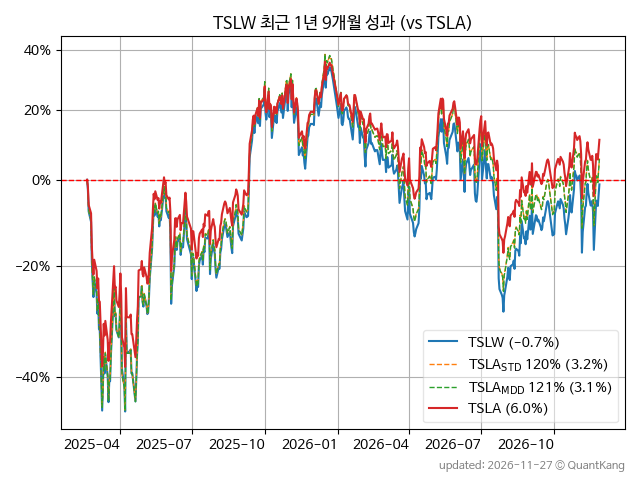 TSLW 최근 1년 9개월 성과 (vs TSLA)
40%
20%
0%
−20%
−40%
2025-04 2025-07 2025-10 2026-01 2026-04 2026-07 2026-10
TSLW (−0.7%)
TSLA_STD 120% (3.2%)
TSLA_MDD 121% (3.1%)
TSLA (6.0%)
updated: 2026-11-27 © QuantKang